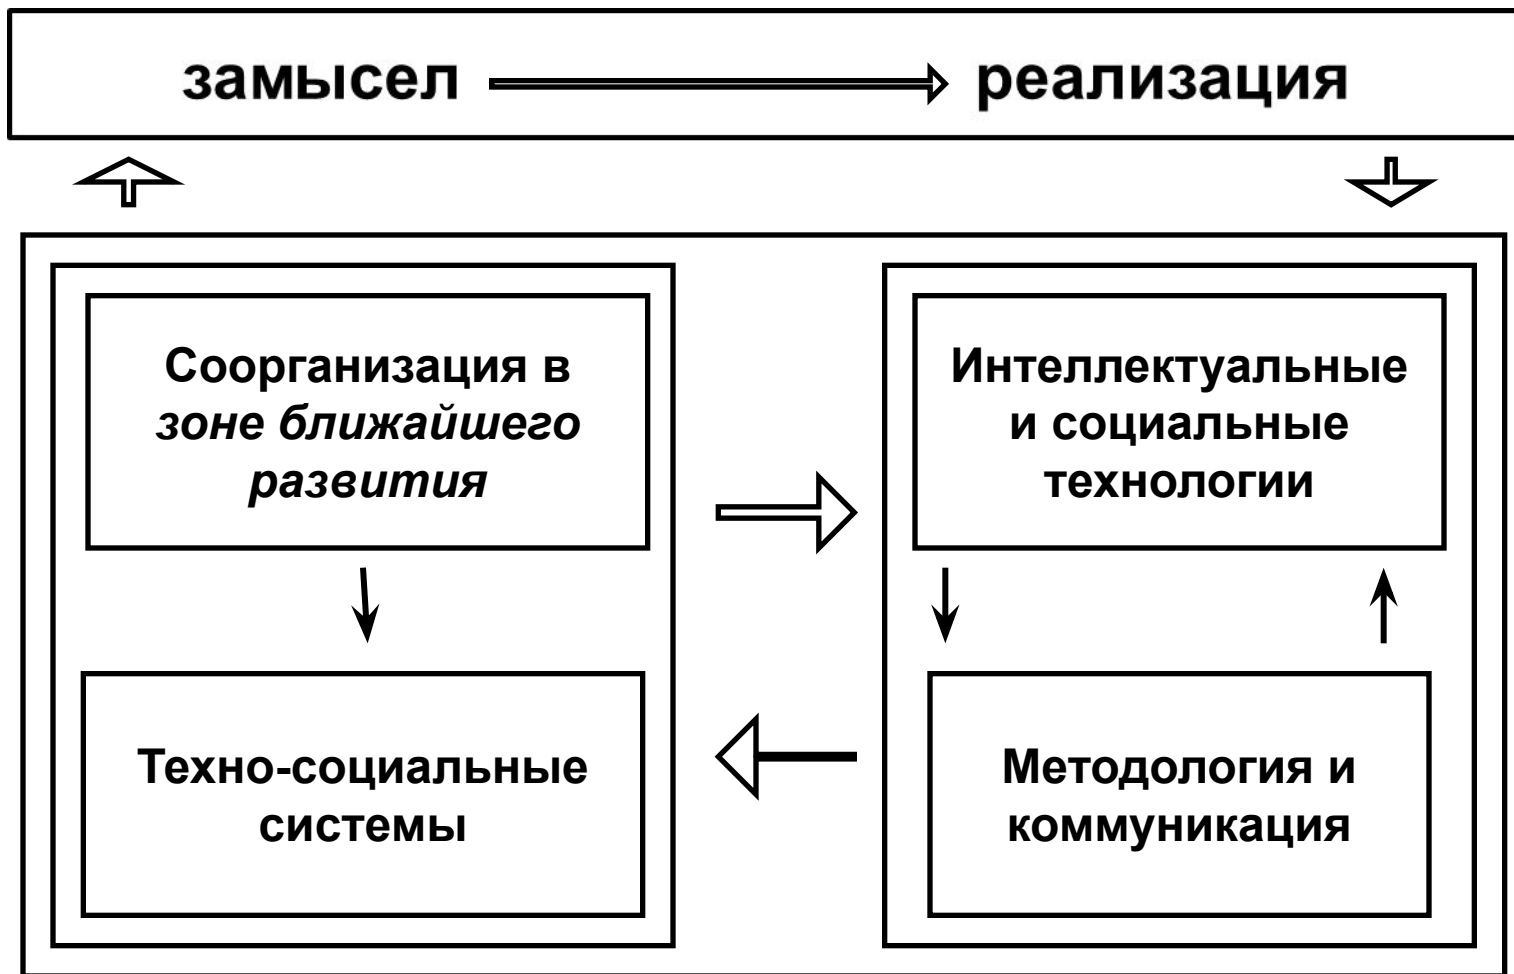 замысел реализация
Соорганизация в
зоне ближайшего
развития
Интеллектуальные
и социальные
технологии
Техно-социальные
системы
Методология и
коммуникация